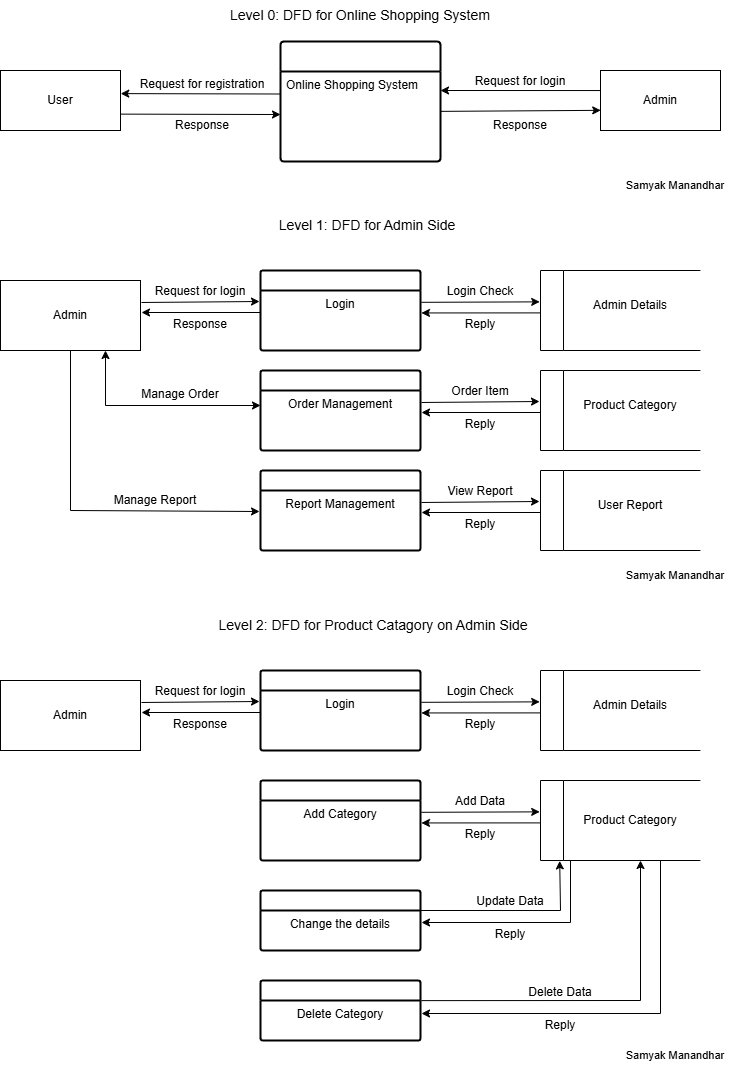 Level 0: DFD for Online Shopping System
Request for registration
Request for login
User
Online Shopping System
Admin
Response
Response
Samyak Manandhar
Level 1: DFD for Admin Side
Request for login
Login Check
Admin
Login
Admin Details
Response
Reply
Manage Order
Order Item
Order Management
Product Category
Reply
Manage Report
View Report
Report Management
User Report
Reply
Samyak Manandhar
Level 2: DFD for Product Catagory on Admin Side
Request for login
Login Check
Admin
Login
Admin Details
Response
Reply
Add Data
Add Category
Product Category
Reply
Update Data
Change the details
Reply
Delete Data
Delete Category
Reply
Samyak Manandhar